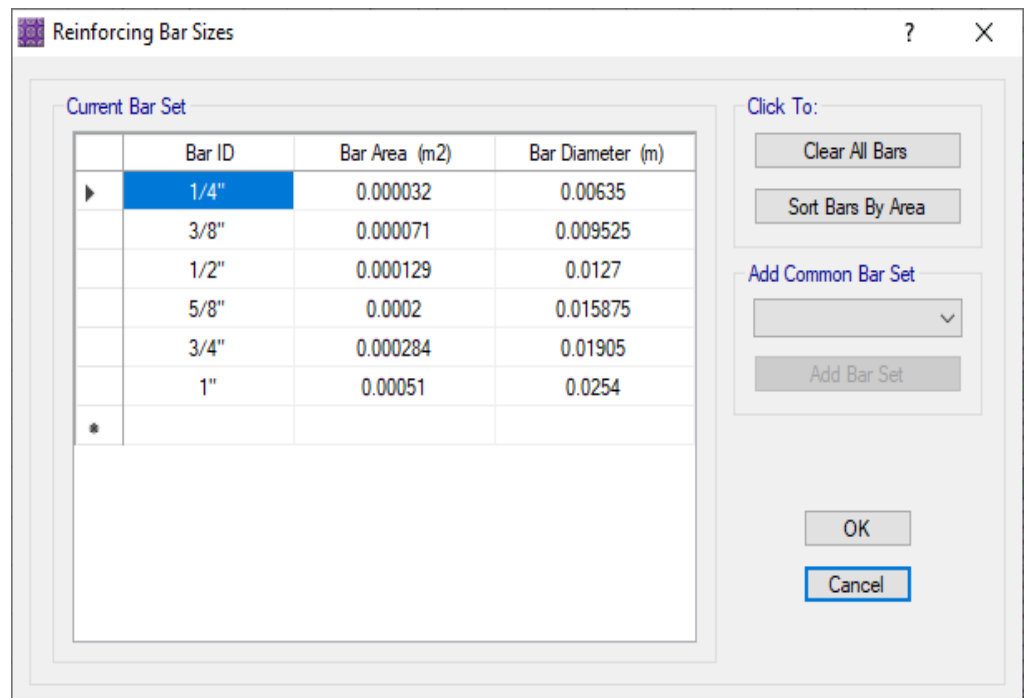 Reinforcing Bar Sizes ?
Current Bar Set
Bar ID Bar Area (m2) Bar Diameter (m)
1/4" 0.000032 0.00635
3/8" 0.000071 0.009525
1/2" 0.000129 0.0127
5/8" 0.0002 0.015875
3/4" 0.000284 0.01905
1" 0.00051 0.0254
Click To:
Clear All Bars
Sort Bars By Area
Add Common Bar Set
Add Bar Set
OK
Cancel